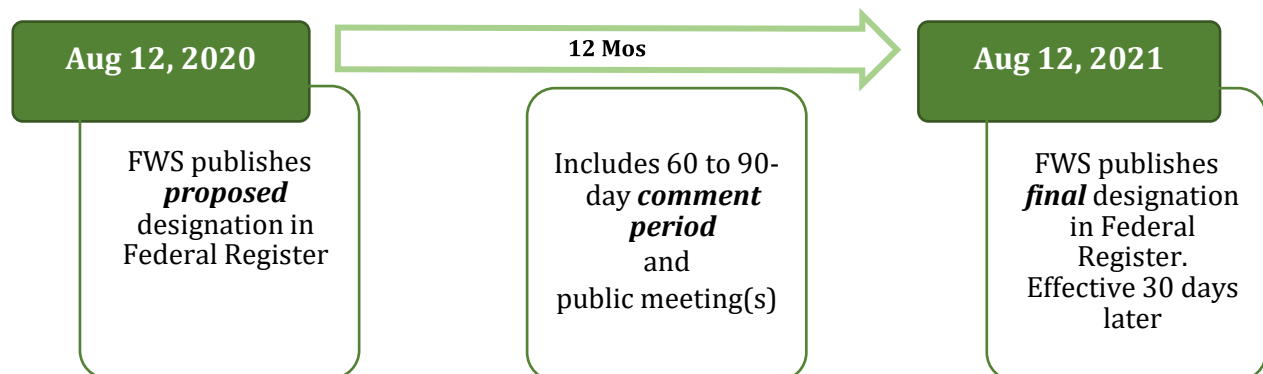 Aug 12, 2020
12 Mos
Aug 12, 2021
FWS publishes
proposed
designation in
Federal Register
Includes 60 to 90-
day comment
period
and
public meeting(s)
FWS publishes
final designation
in Federal
Register.
Effective 30 days
later